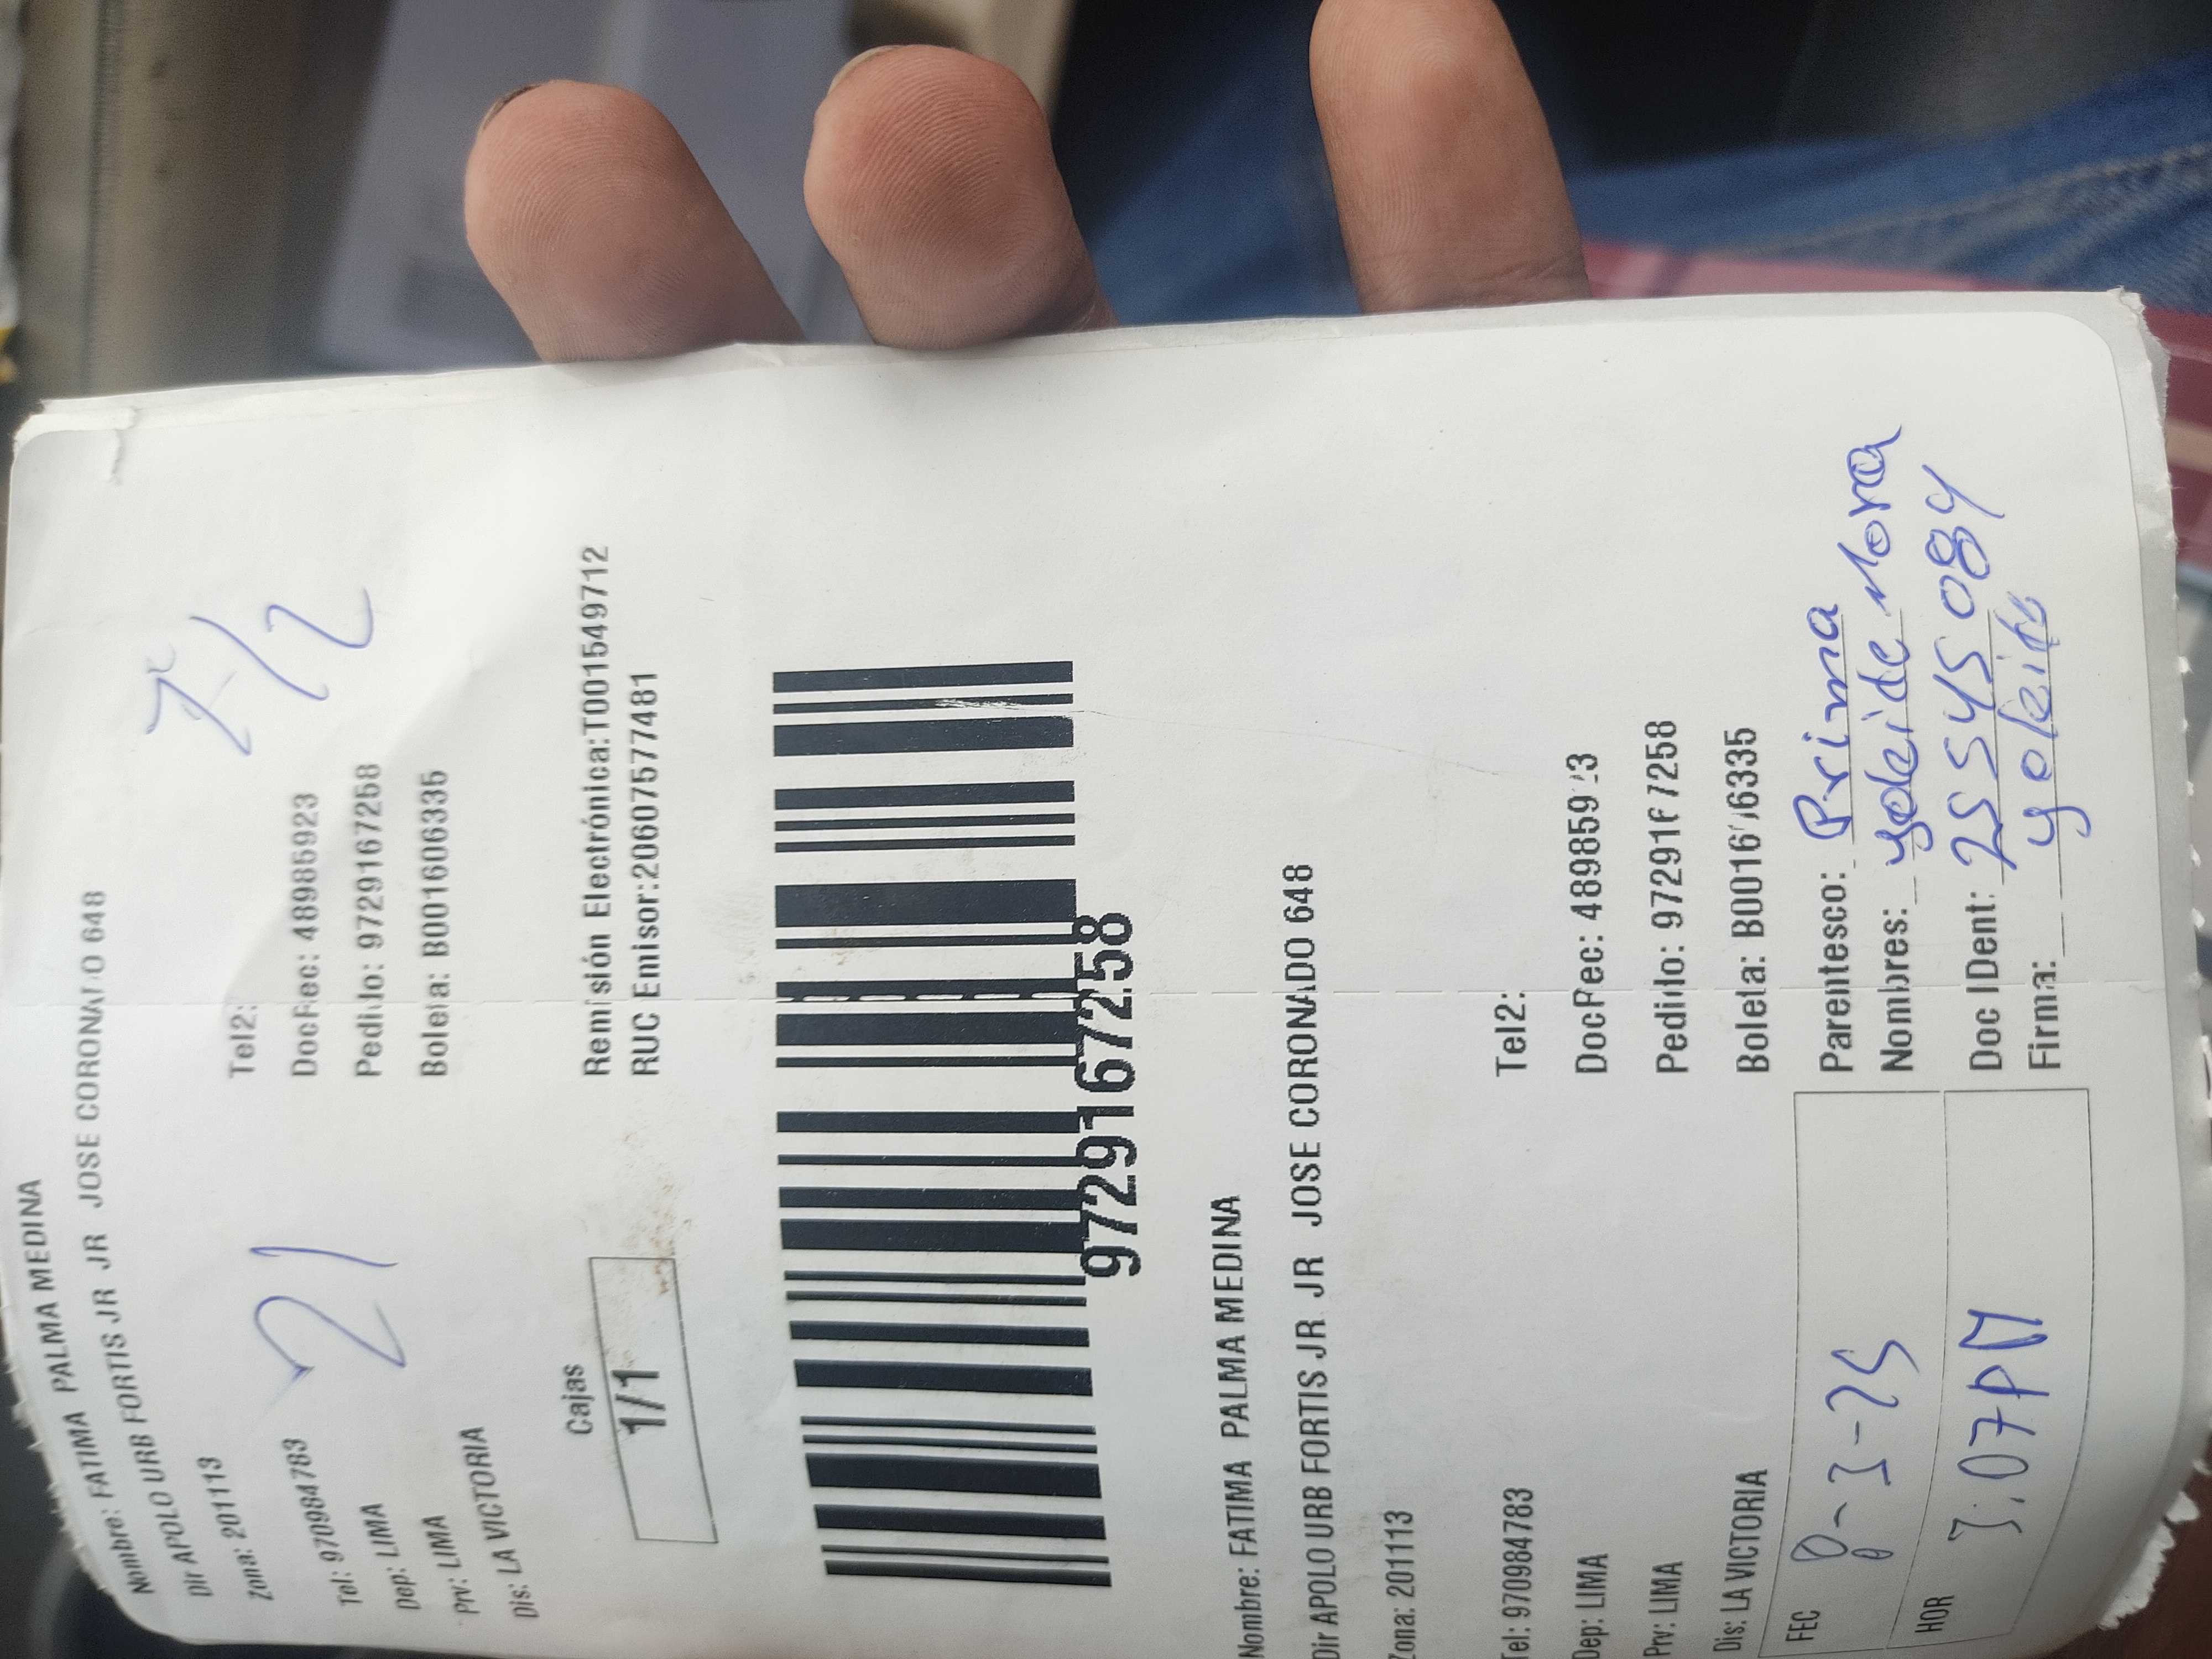 Nombre: FATIMA PALMA MEDINA
Dir APOLO URB FORTIS JR JR JOSE CORONADO 648
Zona: 201113
Tel: 970984783 Tel2:
Dep: LIMA DocFec: 48985923
Prv: LIMA Pedido: 9729167258
Dis: LA VICTORIA Boleta: B001606335
21
7/2
Cajas
1/1
Remisión Electrónica:T001549712
RUC Emisor:20607577481
9729167258
Nombre: FATIMA PALMA MEDINA
Dir APOLO URB FORTIS JR JR JOSE CORONADO 648
Zona: 201113
Tel: 970984783 Tel2:
Dep: LIMA DocFec: 48985923
Prv: LIMA Pedido: 9729167258
Dis: LA VICTORIA Boleta: B001606335
FEC 8-3-25
HOR 3:07PM
Parentesco: Prima
Nombres: yoleide Mora
Doc IDent: 25545084
Firma: yoleide